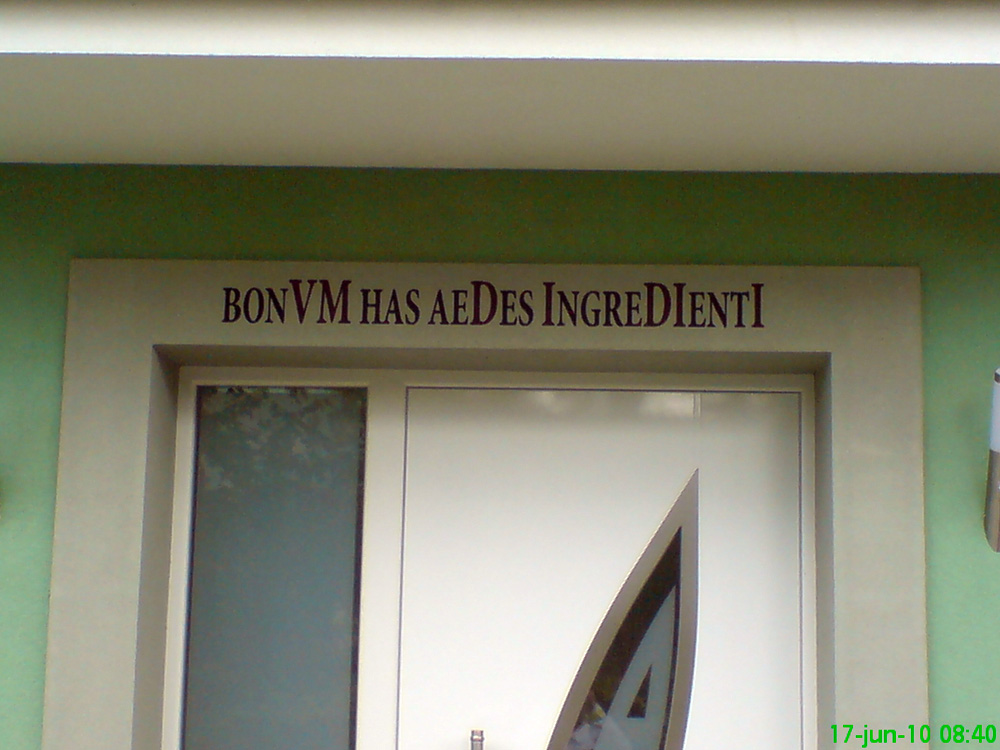 BONVM HAS AEDES INGREDIENTI
17-jun-10 08:40